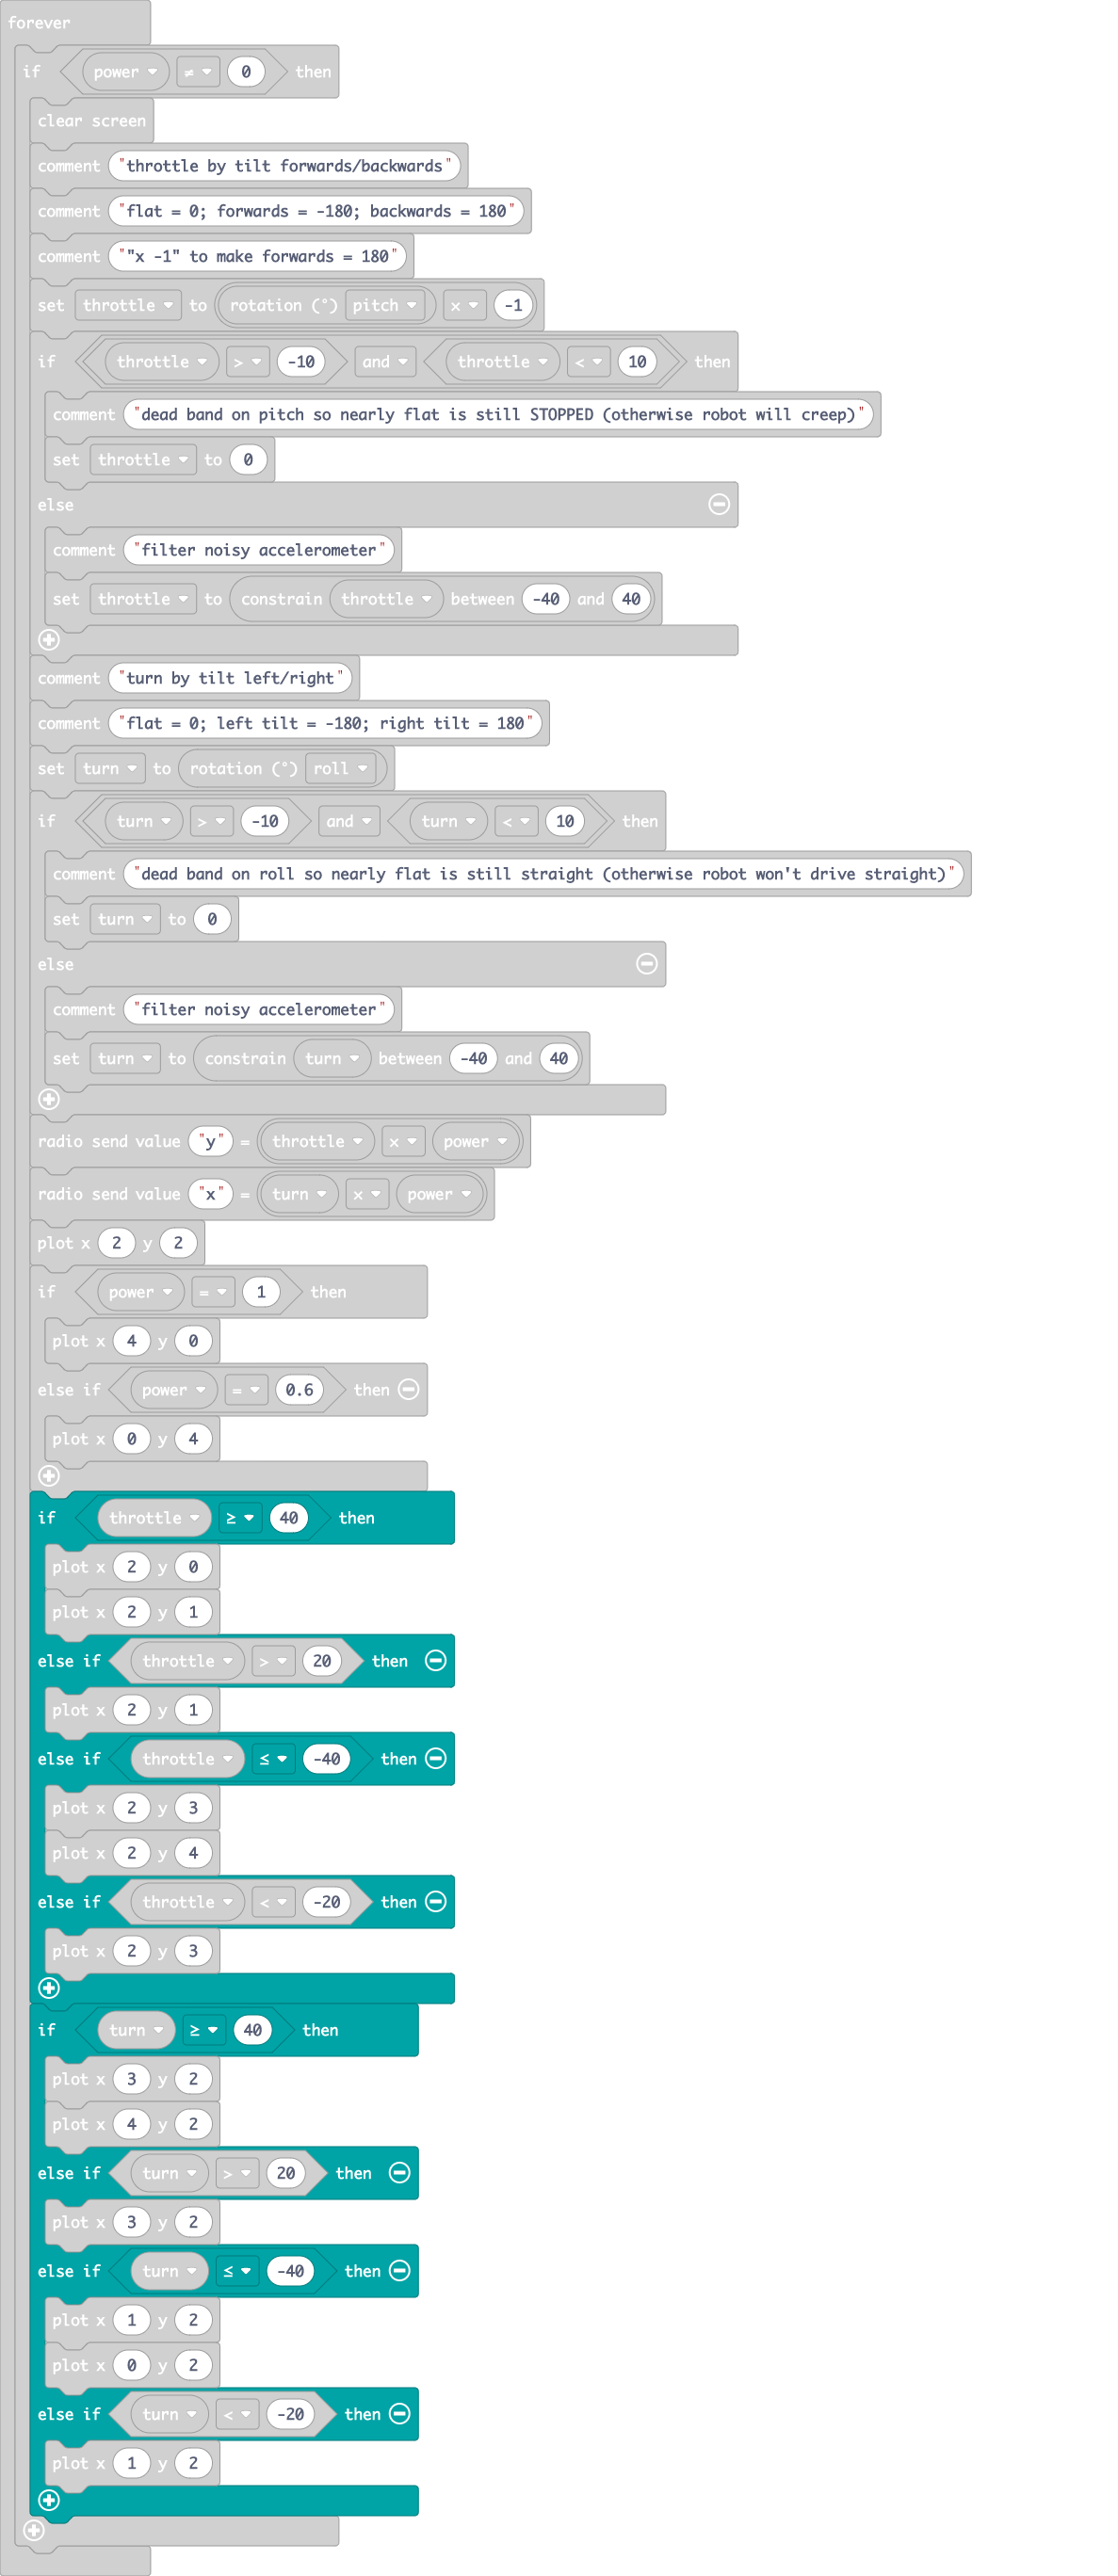 forever
if power ≠ 0 then
clear screen
comment "throttle by tilt forwards/backwards"
comment "flat = 0; forwards = -180; backwards = 180"
comment ""x -1" to make forwards = 180"
set throttle to rotation (°) pitch × -1
if throttle > -10 and throttle < 10 then
comment "dead band on pitch so nearly flat is still STOPPED (otherwise robot will creep)"
set throttle to 0
else
comment "filter noisy accelerometer"
set throttle to constrain throttle between -40 and 40
comment "turn by tilt left/right"
comment "flat = 0; left tilt = -180; right tilt = 180"
set turn to rotation (°) roll
if turn > -10 and turn < 10 then
comment "dead band on roll so nearly flat is still straight (otherwise robot won't drive straight)"
set turn to 0
else
comment "filter noisy accelerometer"
set turn to constrain turn between -40 and 40
radio send value "y" = throttle × power
radio send value "x" = turn × power
plot x 2 y 2
if power = 1 then
plot x 4 y 0
else if power = 0.6 then
plot x 0 y 4
if throttle ≥ 40 then
plot x 2 y 0
plot x 2 y 1
else if throttle > 20 then
plot x 2 y 1
else if throttle ≤ -40 then
plot x 2 y 3
plot x 2 y 4
else if throttle < -20 then
plot x 2 y 3
if turn ≥ 40 then
plot x 3 y 2
plot x 4 y 2
else if turn > 20 then
plot x 3 y 2
else if turn ≤ -40 then
plot x 1 y 2
plot x 0 y 2
else if turn < -20 then
plot x 1 y 2